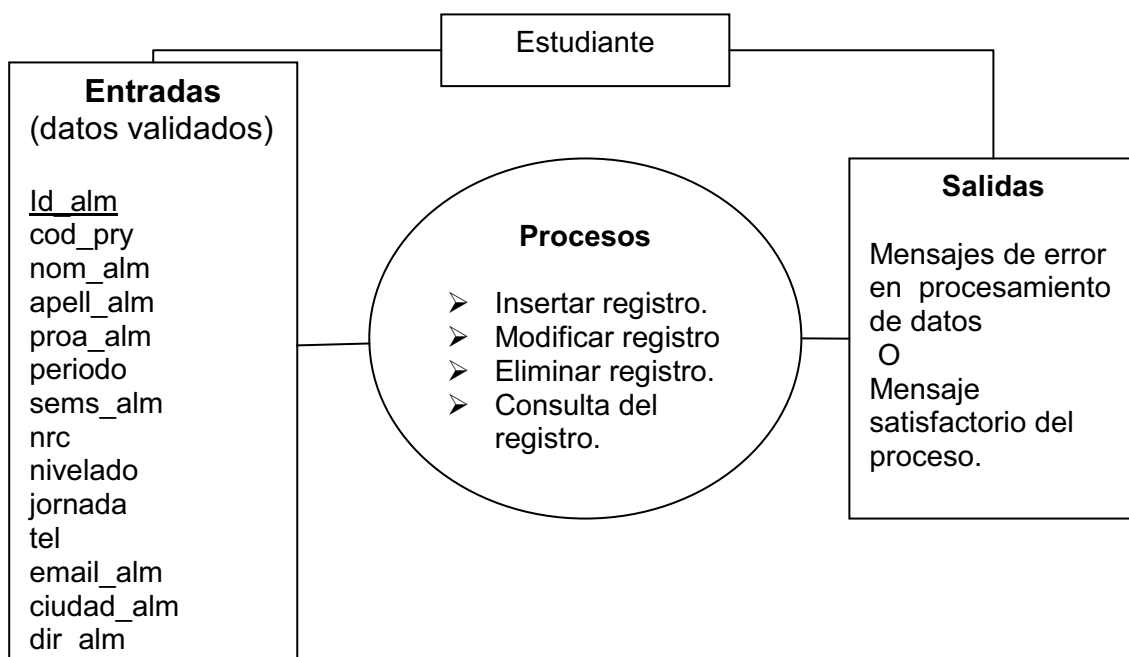 Estudiante
Entradas
(datos validados)
Id_alm
cod_pry
nom_alm
apell_alm
proa_alm
periodo
sems_alm
nrc
nivelado
jornada
tel
email_alm
ciudad_alm
dir_alm
Procesos
➢ Insertar registro.
➢ Modificar registro
➢ Eliminar registro.
➢ Consulta del
registro.
Salidas
Mensajes de error
en procesamiento
de datos
O
Mensaje
satisfactorio del
proceso.